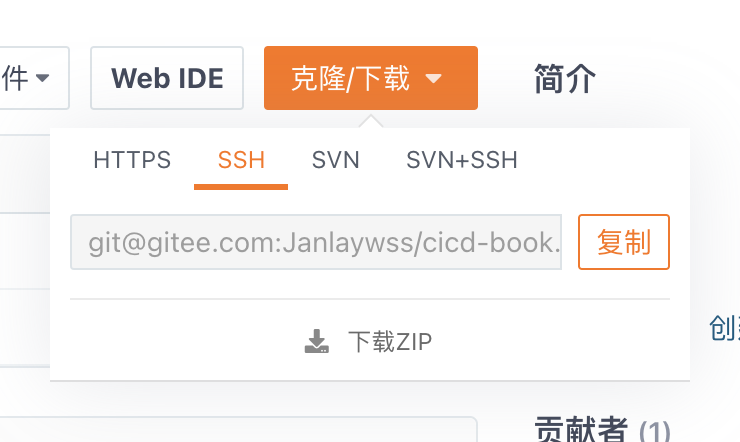 件 Web IDE 克隆/下载 简介
HTTPS SSH SVN SVN+SSH
git@gitee.com:Janlaywss/cicd-book. 复制
下载ZIP
创
贡献者 (1)